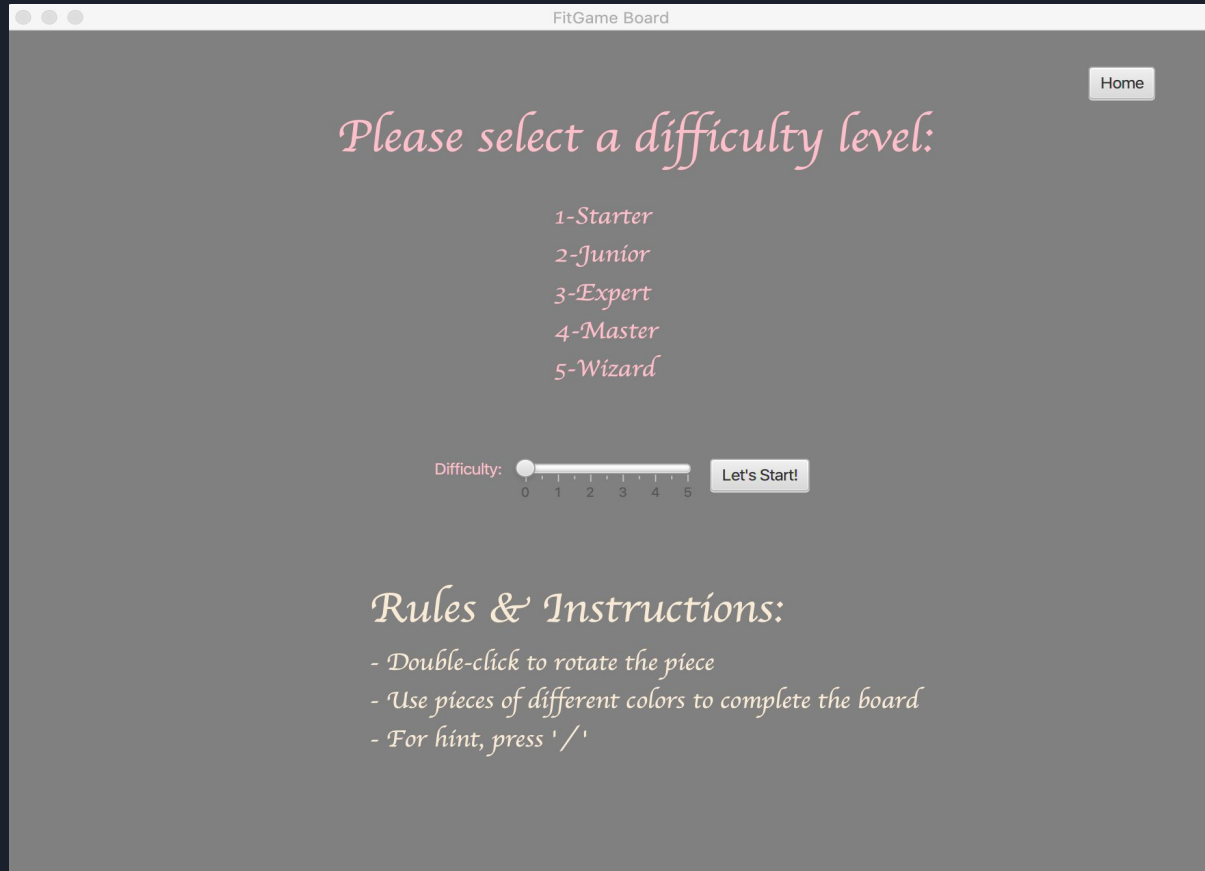 FitGame Board
Home
Please select a difficulty level:
1-Starter
2-Junior
3-Expert
4-Master
5-Wizard
Difficulty:
Let's Start!
0 1 2 3 4 5
Rules & Instructions:
- Double-click to rotate the piece
- Use pieces of different colors to complete the board
- For hint, press '/'